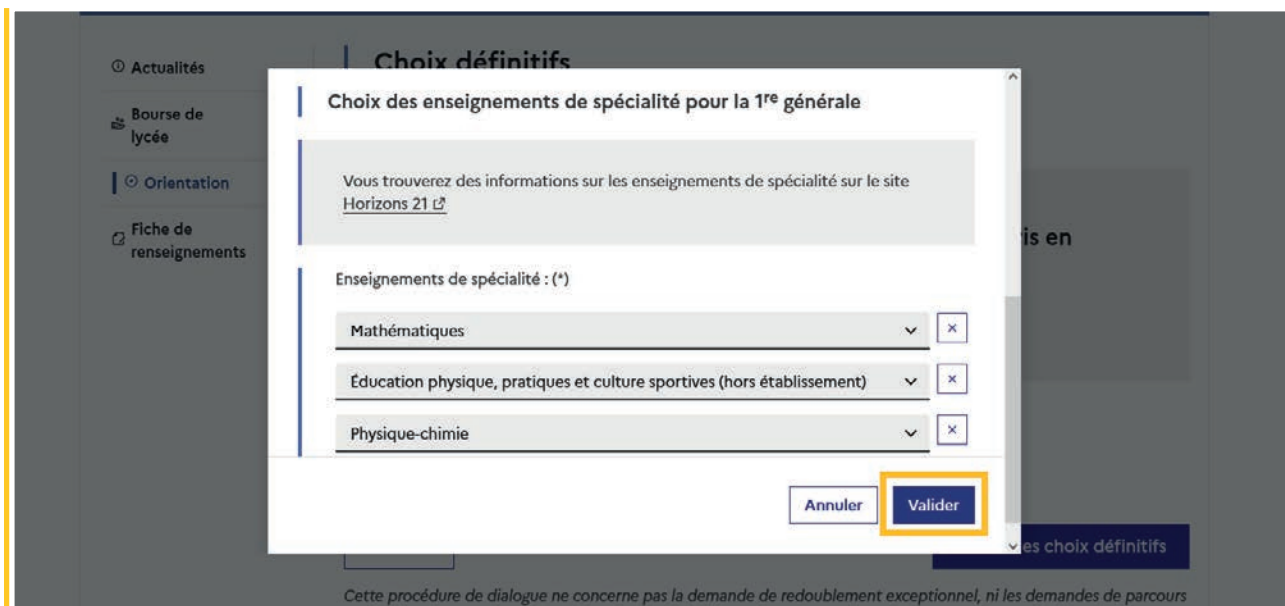 Actualités
Bourse de
lycée
Orientation
Fiche de
renseignements
Choix définitifs
Choix des enseignements de spécialité pour la 1re générale
Vous trouverez des informations sur les enseignements de spécialité sur le site
Horizons 21
is en
Enseignements de spécialité : (*)
Mathématiques
Éducation physique, pratiques et culture sportives (hors établissement)
Physique-chimie
Annuler
Valider
es choix définitifs
Cette procédure de dialogue ne concerne pas la demande de redoublement exceptionnel, ni les demandes de parcours